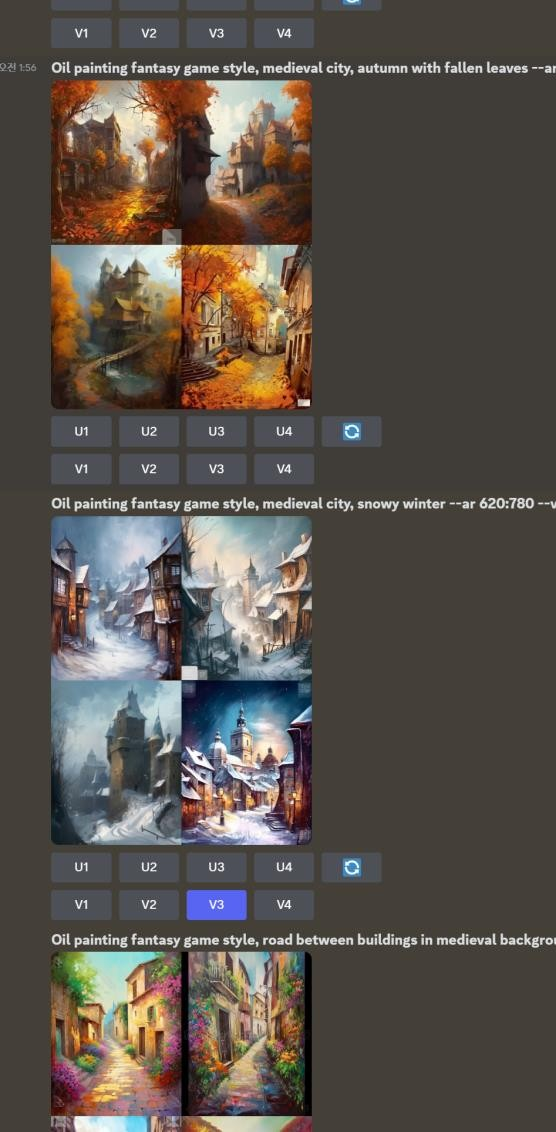 V1 V2 V3 V4
오전 1:56 Oil painting fantasy game style, medieval city, autumn with fallen leaves --ar
U1 U2 U3 U4
V1 V2 V3 V4
Oil painting fantasy game style, medieval city, snowy winter --ar 620:780 --v
U1 U2 U3 U4
V1 V2 V3 V4
Oil painting fantasy game style, road between buildings in medieval backgrou